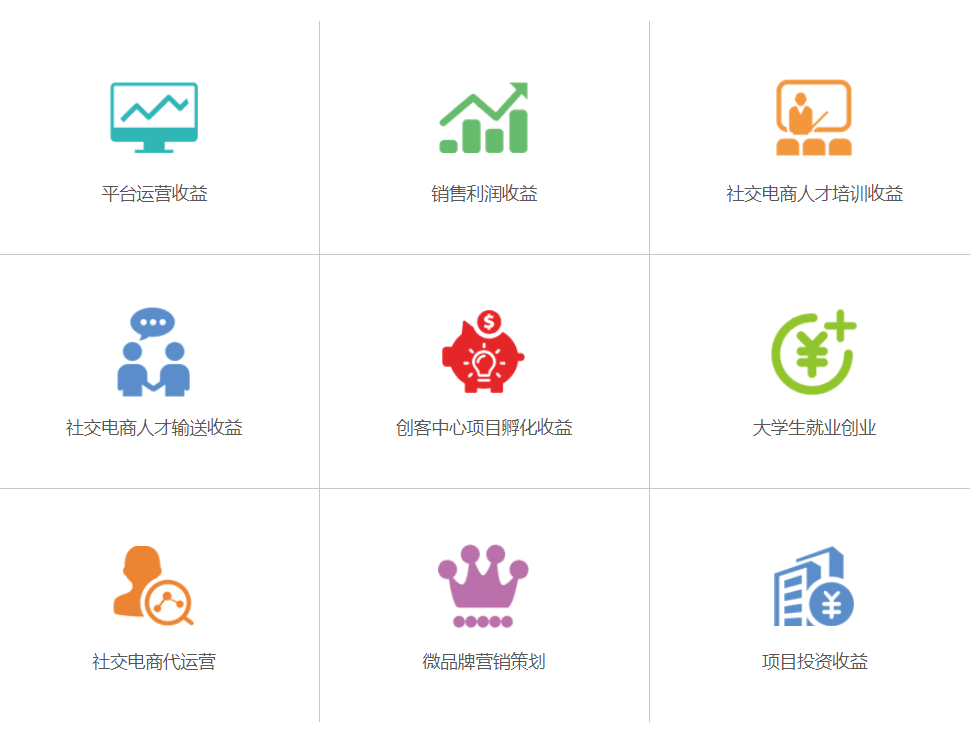 平台运营收益
销售利润收益
社交电商人才培训收益
社交电商人才输送收益
创客中心项目孵化收益
大学生就业创业
社交电商代运营
微品牌营销策划
项目投资收益